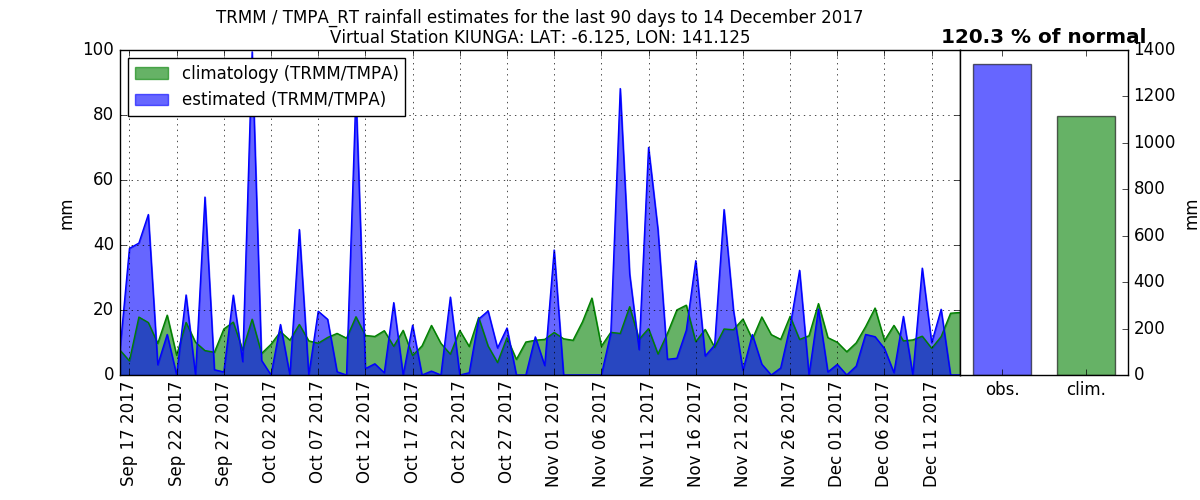 TRMM / TMPA_RT rainfall estimates for the last 90 days to 14 December 2017
Virtual Station KIUNGA: LAT: -6.125, LON: 141.125
120.3 % of normal
climatology (TRMM/TMPA)
estimated (TRMM/TMPA)
mm
100
80
60
40
20
0
Sep 17 2017
Sep 22 2017
Sep 27 2017
Oct 02 2017
Oct 07 2017
Oct 12 2017
Oct 17 2017
Oct 22 2017
Oct 27 2017
Nov 01 2017
Nov 06 2017
Nov 11 2017
Nov 16 2017
Nov 21 2017
Nov 26 2017
Dec 01 2017
Dec 06 2017
Dec 11 2017
obs.
clim.
1400
1200
1000
800
600
400
200
0
mm